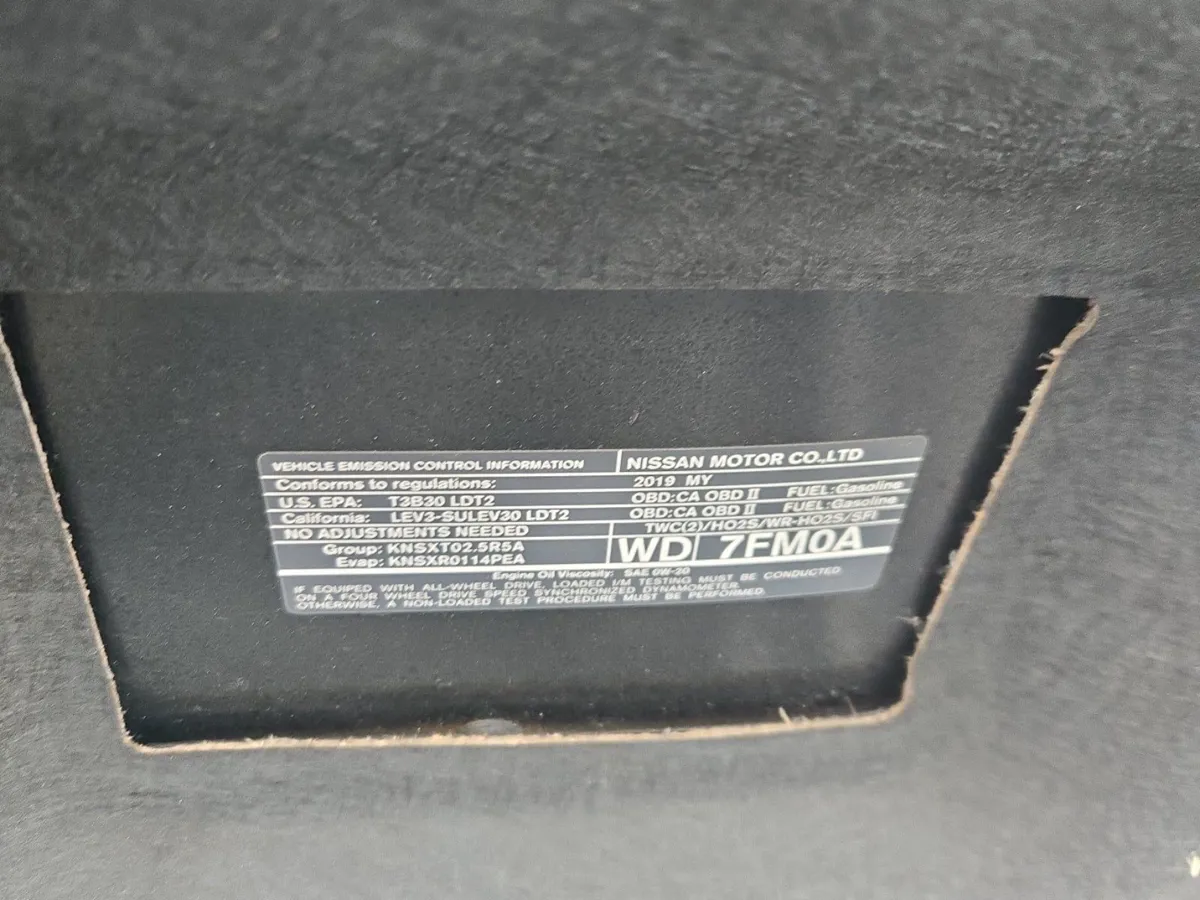 VEHICLE EMISSION CONTROL INFORMATION NISSAN MOTOR CO.,LTD
Conforms to regulations: 2019 MY
U.S. EPA: T3B30 LDT2 OBD:CA OBD II FUEL:Gasoline
California: LEV3-SULEV30 LDT2 OBD:CA OBD II FUEL:Gasoline
NO ADJUSTMENTS NEEDED TWC(2)/HO2S/WR-HO2S/SFI
Group: KNSXT02.5R5A
Evap: KNSXR0114PEA
WD 7FM0A
Engine Oil Viscosity: SAE 0W-20
IF EQUIPPED WITH ALL-WHEEL DRIVE, LOADED I/M TESTING MUST BE CONDUCTED
ON A FOUR WHEEL DRIVE SPEED SYNCHRONIZED DYNAMOMETER.
OTHERWISE, A NON-LOADED TEST PROCEDURE MUST BE PERFORMED.